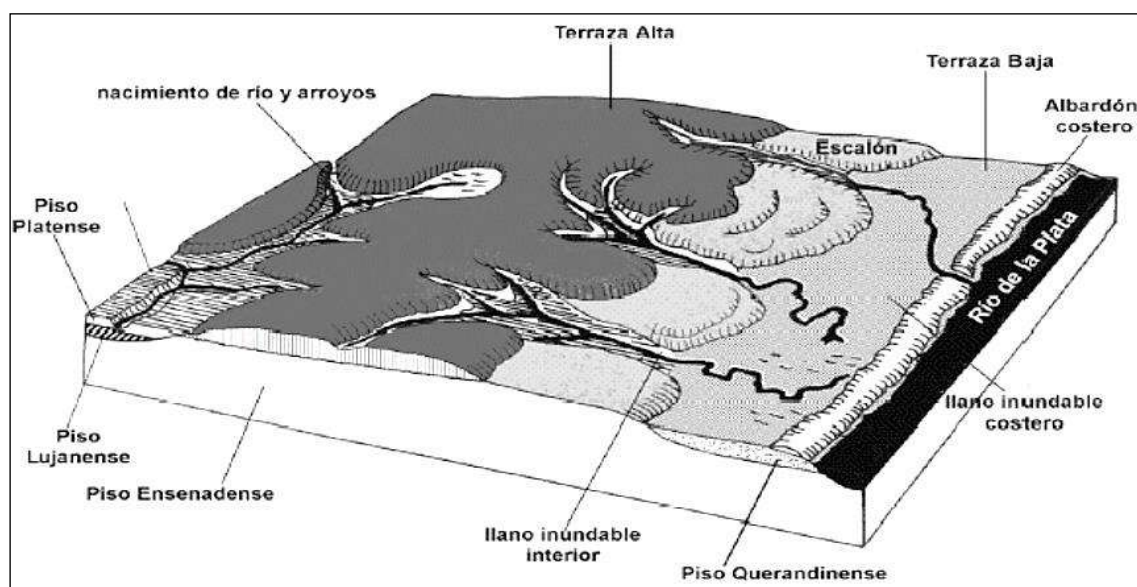 Terraza Alta
Terraza Baja
nacimiento de río y arroyos
Albardón
costero
Escalón
Piso
Platense
Río de la Plata
llano inundable
costero
Piso
Lujanense
Piso Ensenadense
llano inundable
interior
Piso Querandinense